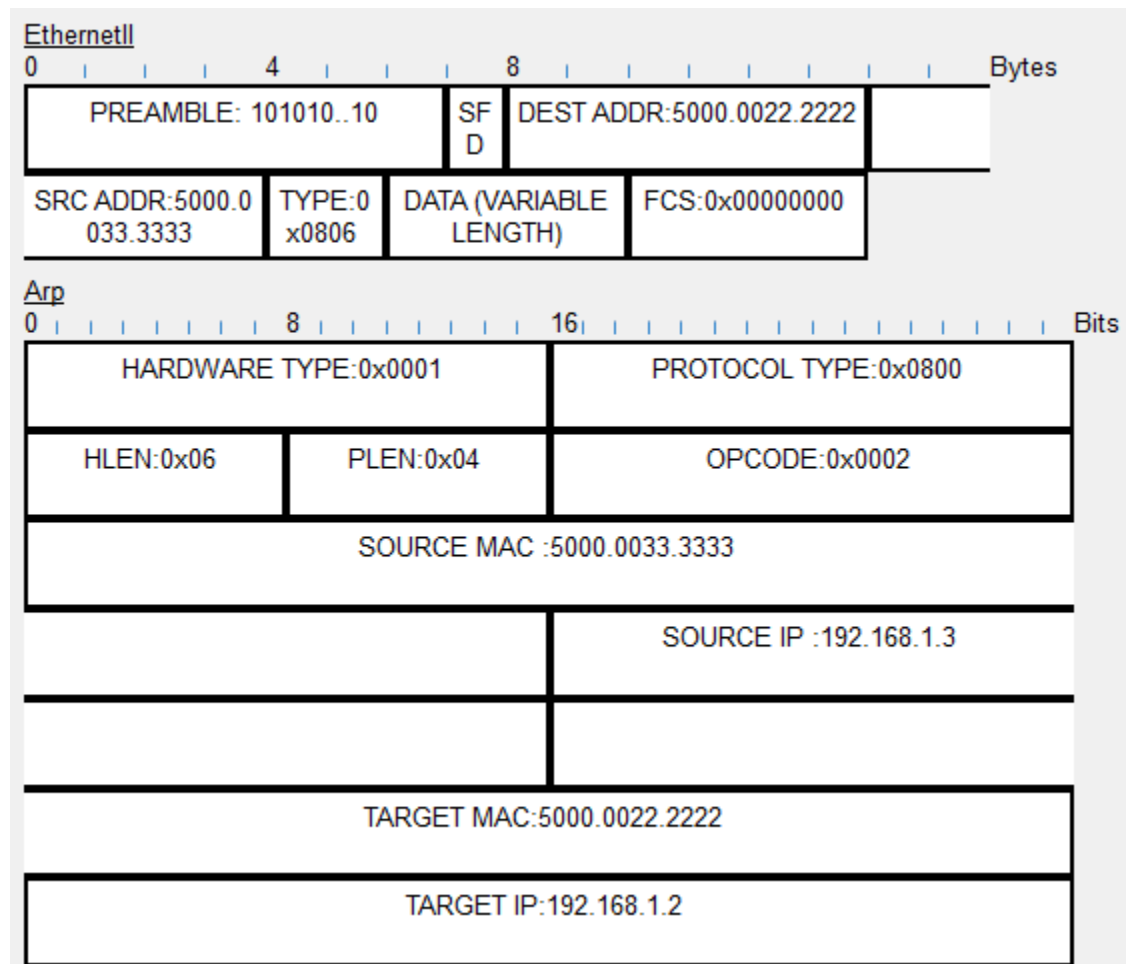 EthernetII
0 4 8 Bytes
PREAMBLE: 101010..10
SF
D
DEST ADDR:5000.0022.2222
SRC ADDR:5000.0
033.3333
TYPE:0
x0806
DATA (VARIABLE
LENGTH)
FCS:0x00000000
Arp
0 8 16 Bits
HARDWARE TYPE:0x0001
PROTOCOL TYPE:0x0800
HLEN:0x06
PLEN:0x04
OPCODE:0x0002
SOURCE MAC :5000.0033.3333
SOURCE IP :192.168.1.3
TARGET MAC:5000.0022.2222
TARGET IP:192.168.1.2